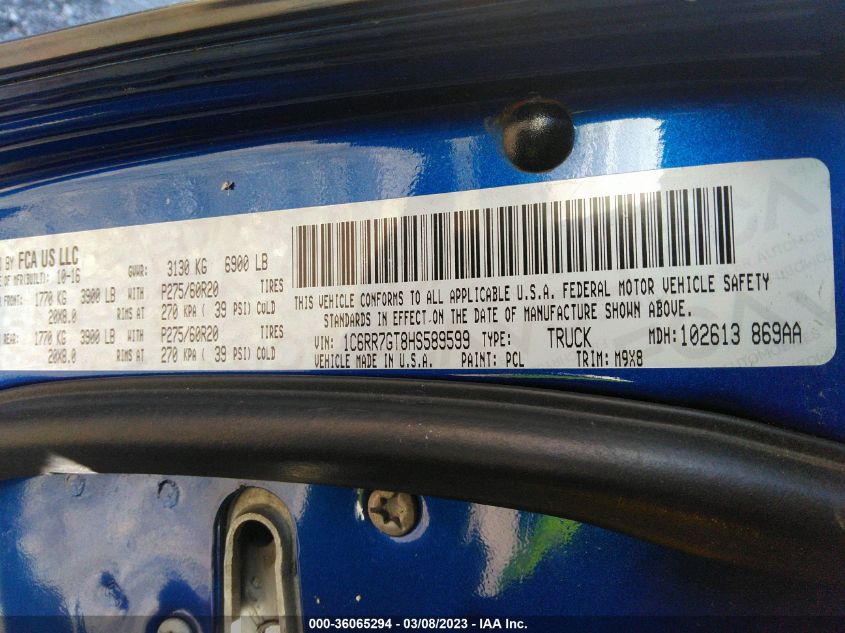 BY FCA US LLC
OF MFR(BUILT): 10-16 GVWR: 3130 KG 6900 LB
FRONT: 1770 KG 3900 LB WITH P275/60R20 TIRES
20X8.0 RIMS AT 270 KPA ( 39 PSI) COLD
REAR: 1770 KG 3900 LB WITH P275/60R20 TIRES
20X8.0 RIMS AT 270 KPA ( 39 PSI) COLD
THIS VEHICLE CONFORMS TO ALL APPLICABLE U.S.A. FEDERAL MOTOR VEHICLE SAFETY
STANDARDS IN EFFECT ON THE DATE OF MANUFACTURE SHOWN ABOVE.
VIN: 1C6RR7GT8HS589599 TYPE: TRUCK MDH: 102613 869AA
VEHICLE MADE IN U.S.A. PAINT: PCL TRIM: M9X8
000-36065294 - 03/08/2023 - IAA Inc.